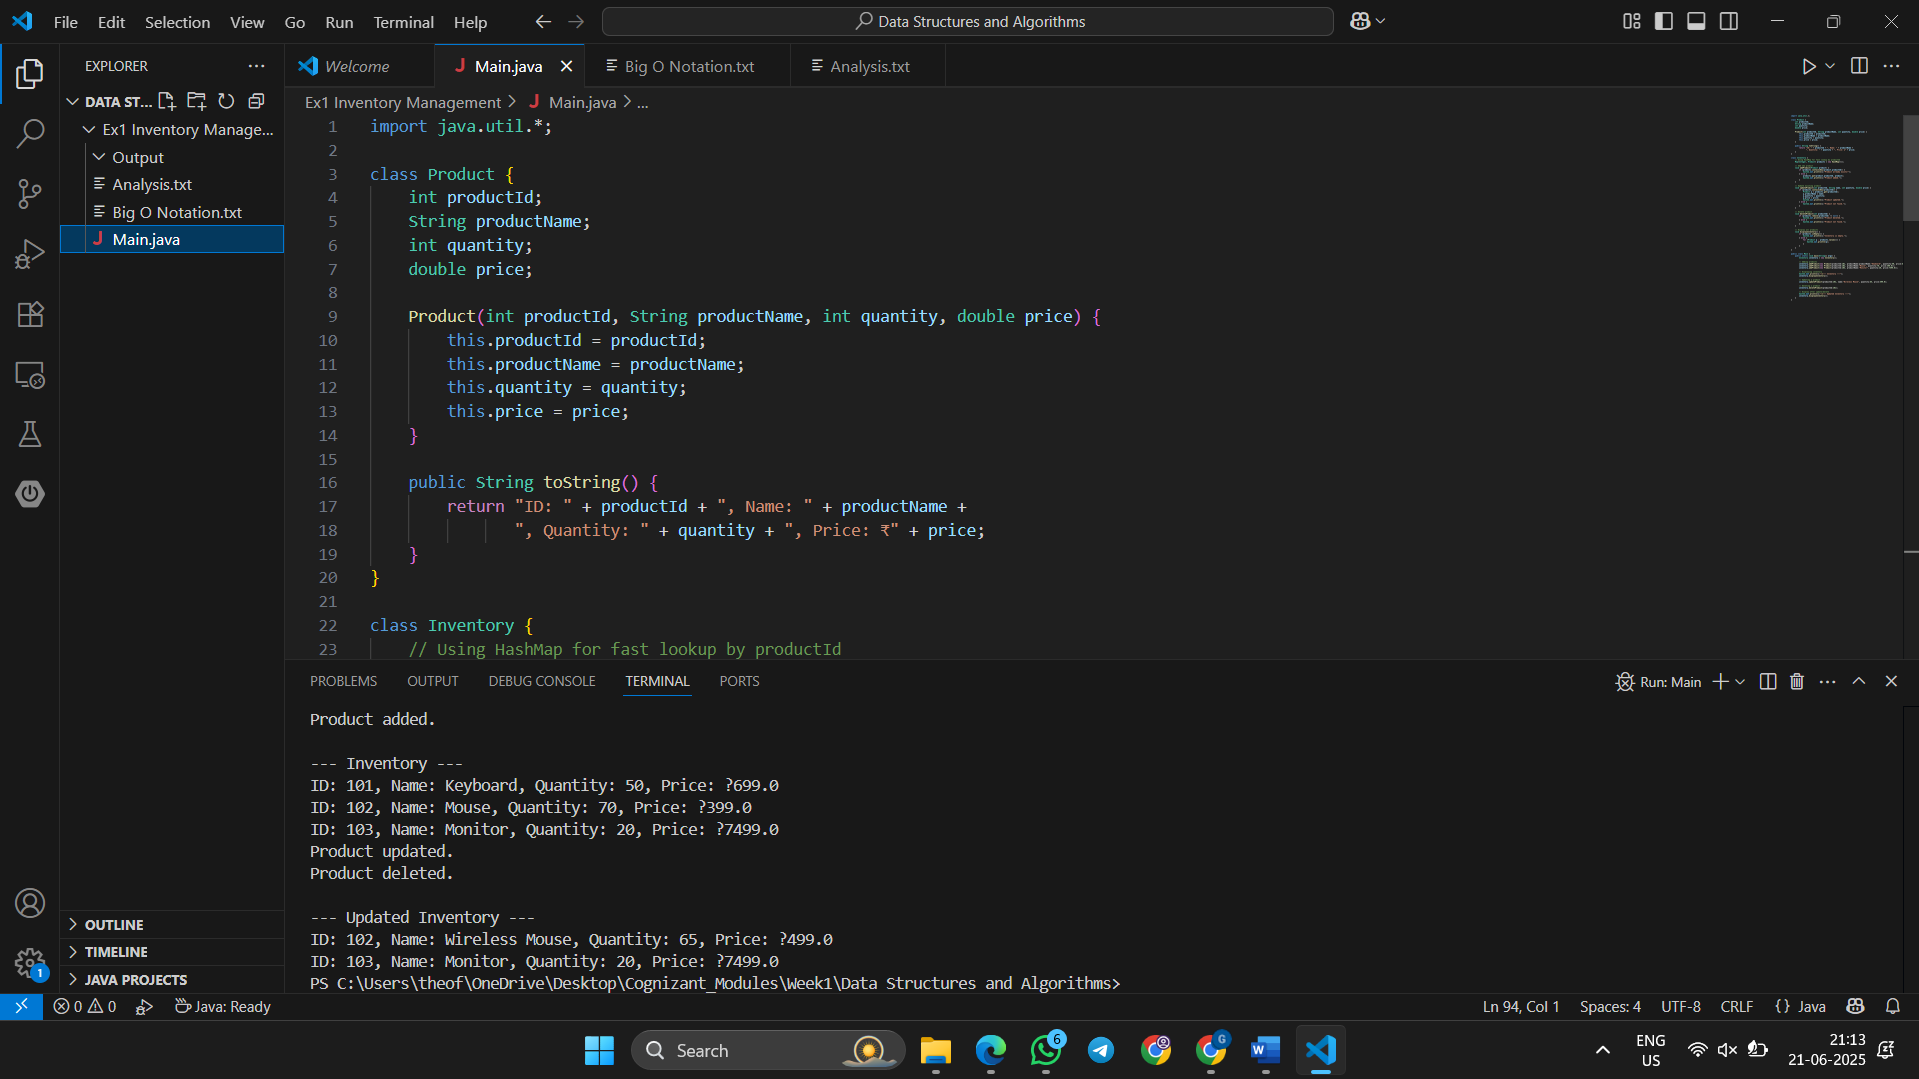 File Edit Selection View Go Run Terminal Help
Data Structures and Algorithms
EXPLORER
DATA ST...
Ex1 Inventory Manage...
Output
Analysis.txt
Big O Notation.txt
J Main.java
OUTLINE
TIMELINE
JAVA PROJECTS
1
Welcome
J Main.java
Big O Notation.txt
Analysis.txt
Ex1 Inventory Management > J Main.java > ...
1 import java.util.*;
2
3 class Product {
4 int productId;
5 String productName;
6 int quantity;
7 double price;
8
9 Product(int productId, String productName, int quantity, double price) {
10 this.productId = productId;
11 this.productName = productName;
12 this.quantity = quantity;
13 this.price = price;
14 }
15
16 public String toString() {
17 return "ID: " + productId + ", Name: " + productName +
18 ", Quantity: " + quantity + ", Price: ₹" + price;
19 }
20 }
21
22 class Inventory {
23 // Using HashMap for fast lookup by productId
PROBLEMS OUTPUT DEBUG CONSOLE TERMINAL PORTS
Run: Main
Product added.
--- Inventory ---
ID: 101, Name: Keyboard, Quantity: 50, Price: ?699.0
ID: 102, Name: Mouse, Quantity: 70, Price: ?399.0
ID: 103, Name: Monitor, Quantity: 20, Price: ?7499.0
Product updated.
Product deleted.
--- Updated Inventory ---
ID: 102, Name: Wireless Mouse, Quantity: 65, Price: ?499.0
ID: 103, Name: Monitor, Quantity: 20, Price: ?7499.0
PS C:\Users\theof\OneDrive\Desktop\Cognizant_Modules\Week1\Data Structures and Algorithms>
0 0 Java: Ready
Ln 94, Col 1 Spaces: 4 UTF-8 CRLF {} Java
Search
6
G
W
ENG
US
21:13
21-06-2025